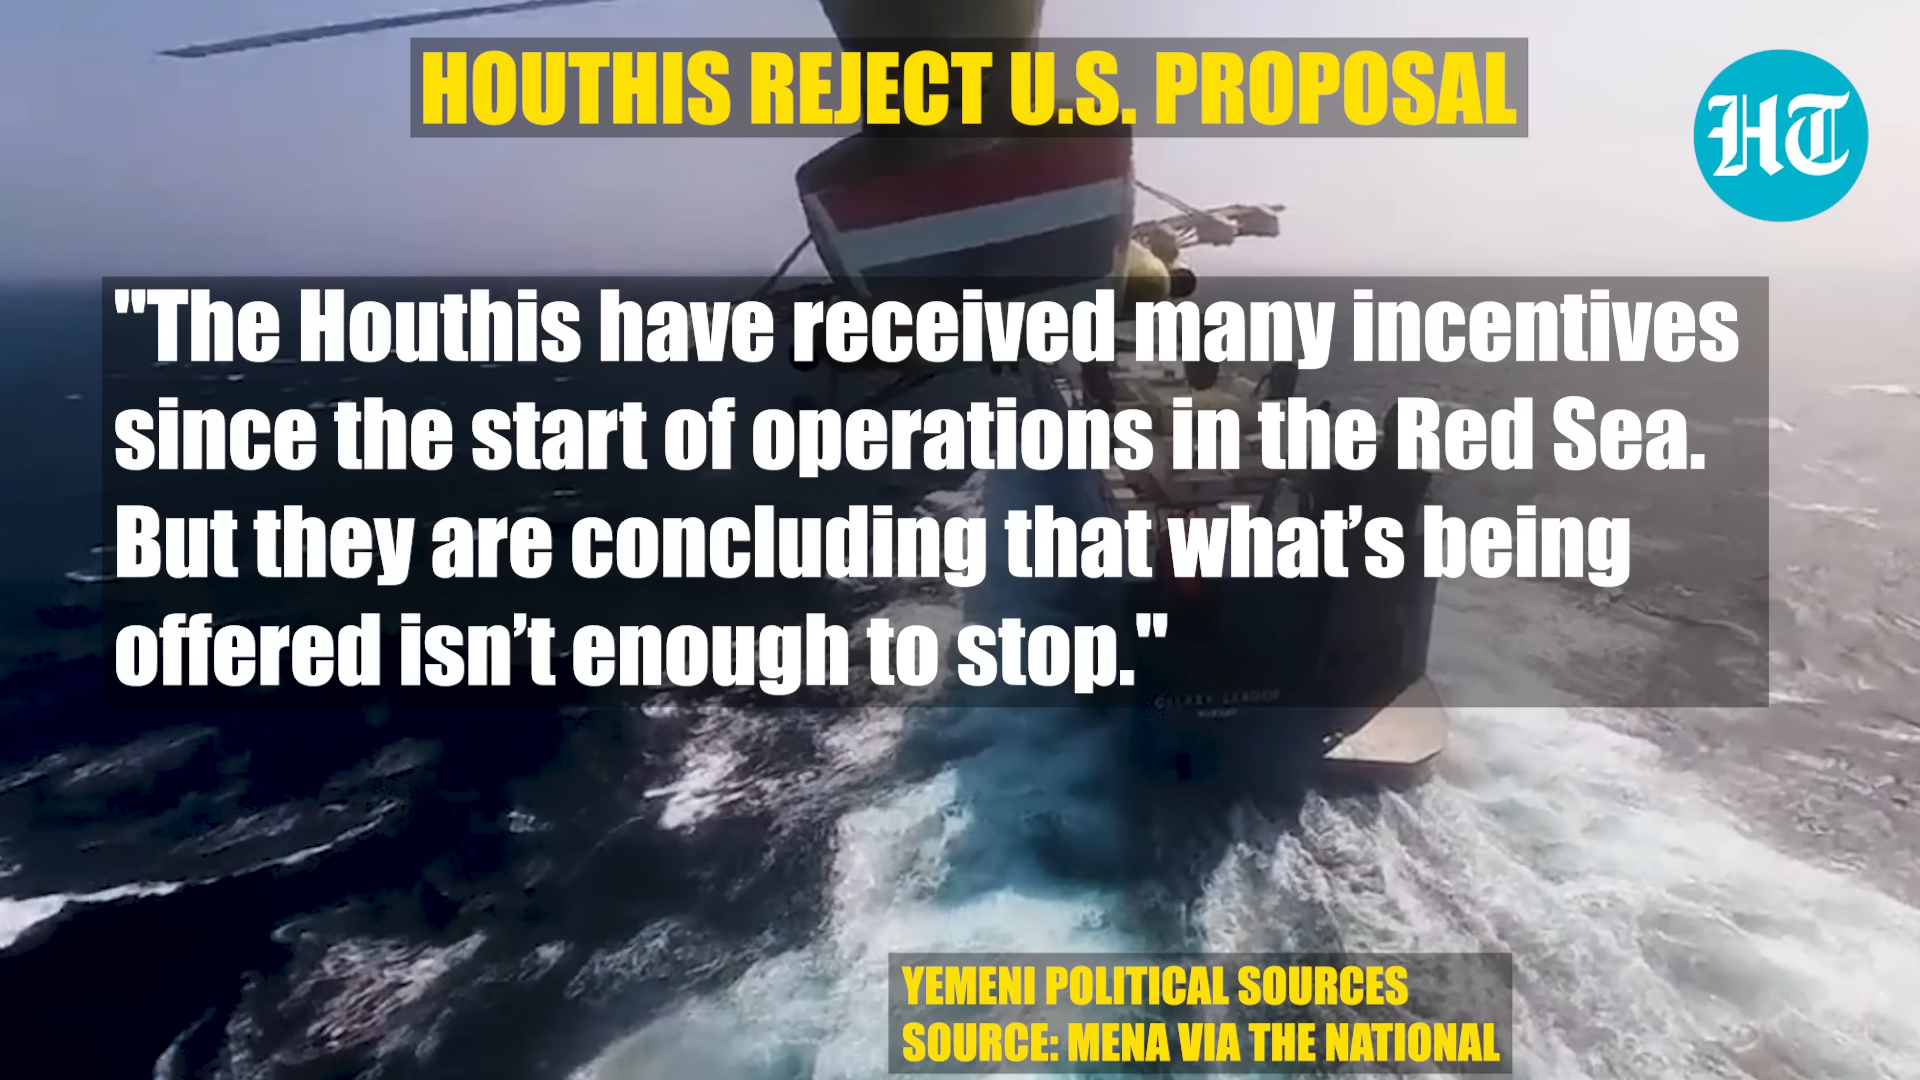 HOUTHIS REJECT U.S. PROPOSAL
HT
"The Houthis have received many incentives
since the start of operations in the Red Sea.
But they are concluding that what’s being
offered isn’t enough to stop."
GALAXY LEADER
YEMENI POLITICAL SOURCES
SOURCE: MENA VIA THE NATIONAL